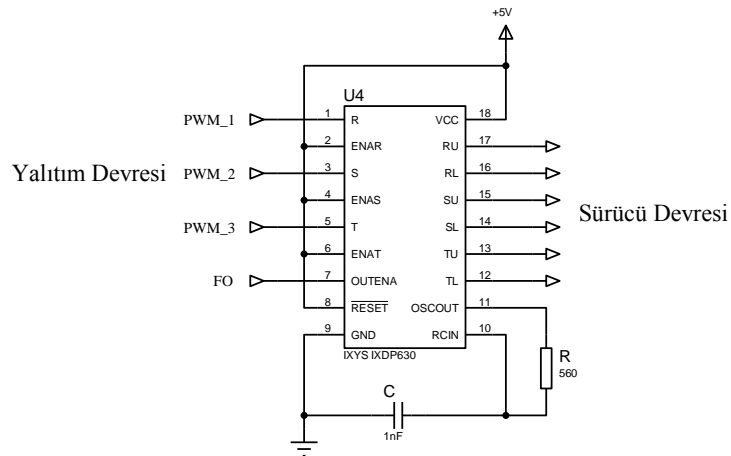 +5V
U4
PWM_1 1 R VCC 18
2 ENAR RU 17
Yalıtım Devresi PWM_2 3 S RL 16
4 ENAS SU 15
PWM_3 5 T SL 14 Sürücü Devresi
6 ENAT TU 13
FO 7 OUTENA TL 12
8 RESET OSCOUT 11
9 GND RCIN 10
IXYS IXDP630
R
560
C
1nF